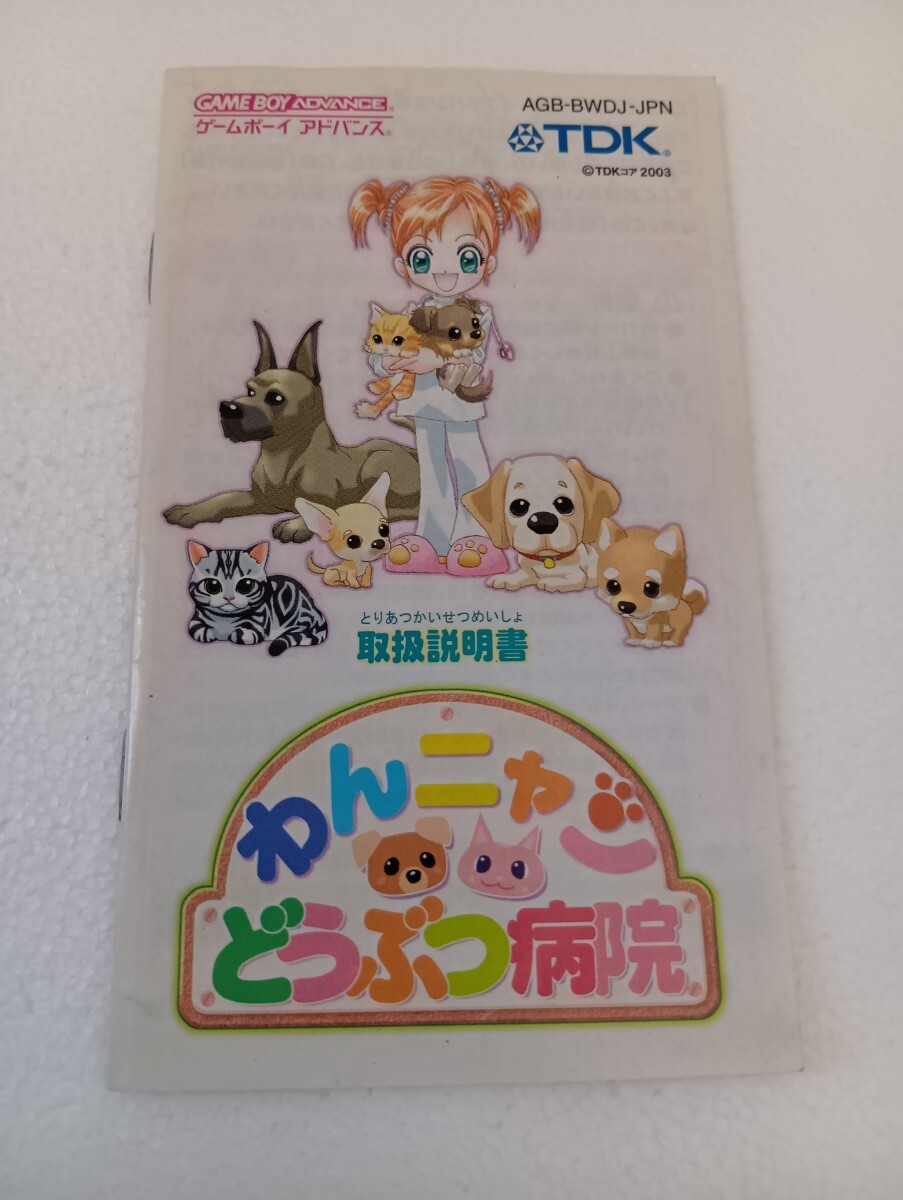 GAME BOY ADVANCE
ゲームボーイ アドバンス®
AGB-BWDJ-JPN
TDK®
©TDKコア 2003
とりあつかいせつめいしょ
取扱説明書
わんニャン
どうぶつ病院